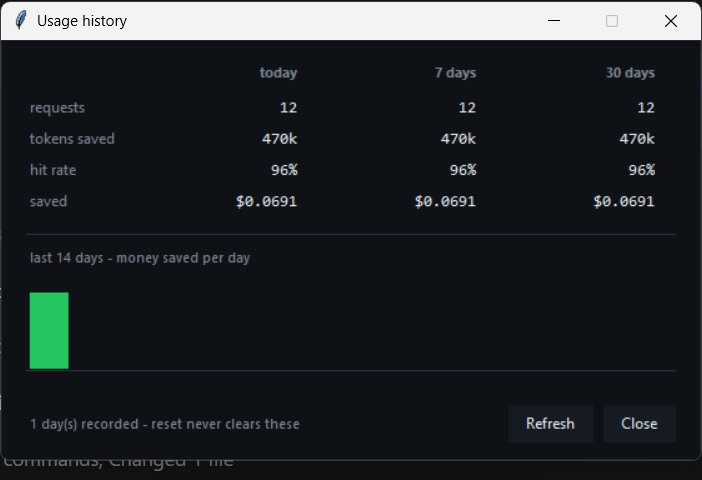 Usage history
today 7 days 30 days
requests 12 12 12
tokens saved 470k 470k 470k
hit rate 96% 96% 96%
saved $0.0691 $0.0691 $0.0691
last 14 days - money saved per day
1 day(s) recorded - reset never clears these Refresh Close
commands, Changed 1 file